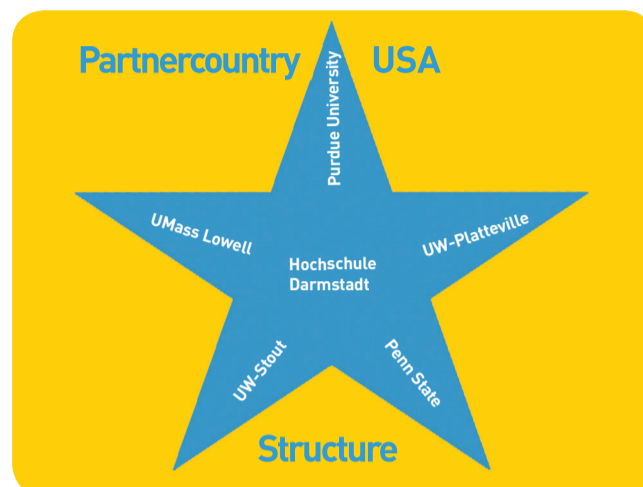 Partnercountry USA
Purdue University
UMass Lowell
UW-Platteville
Hochschule
Darmstadt
UW-Stout
Penn State
Structure